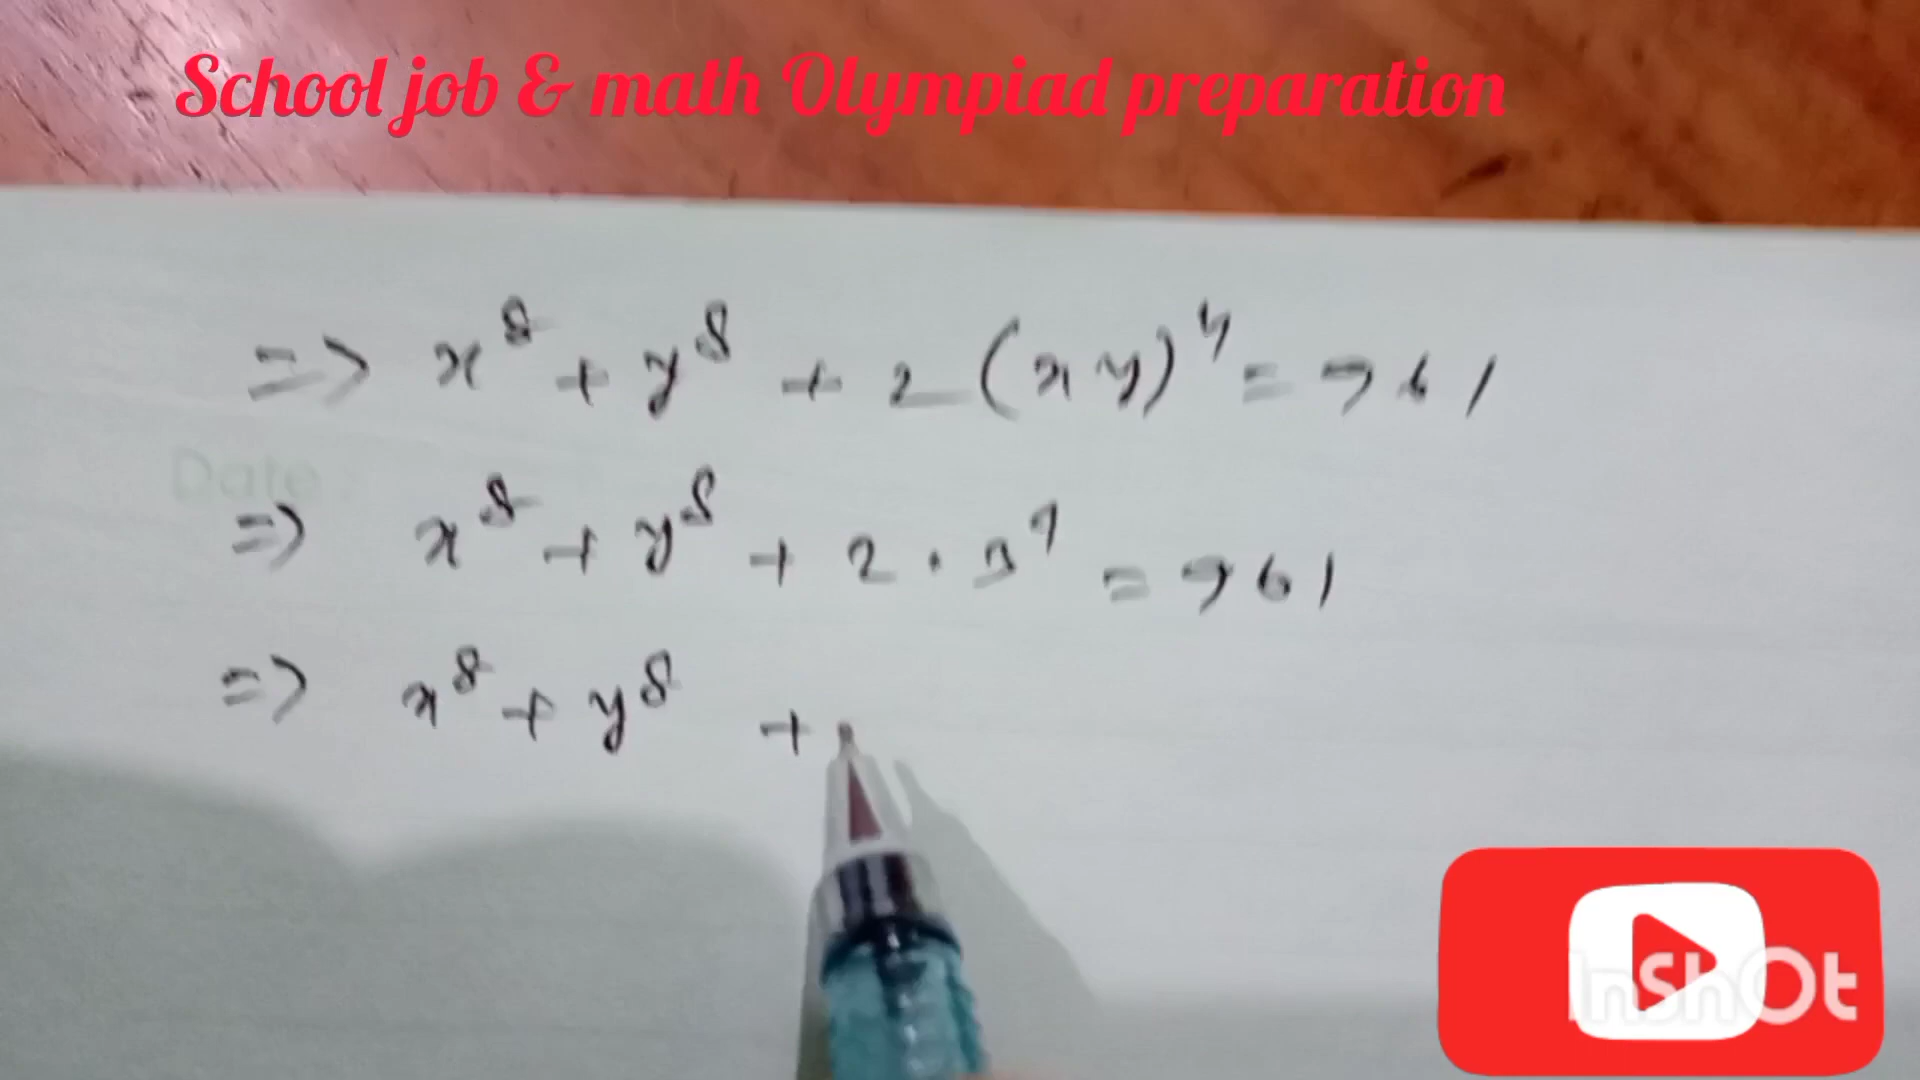 School job & math Olympiad preparation
=> x⁸ + y⁸ + 2(xy)⁴ = 961
Date:
=> x⁸ + y⁸ + 2 . 3⁴ = 961
=> x⁸ + y⁸ +
InShOt